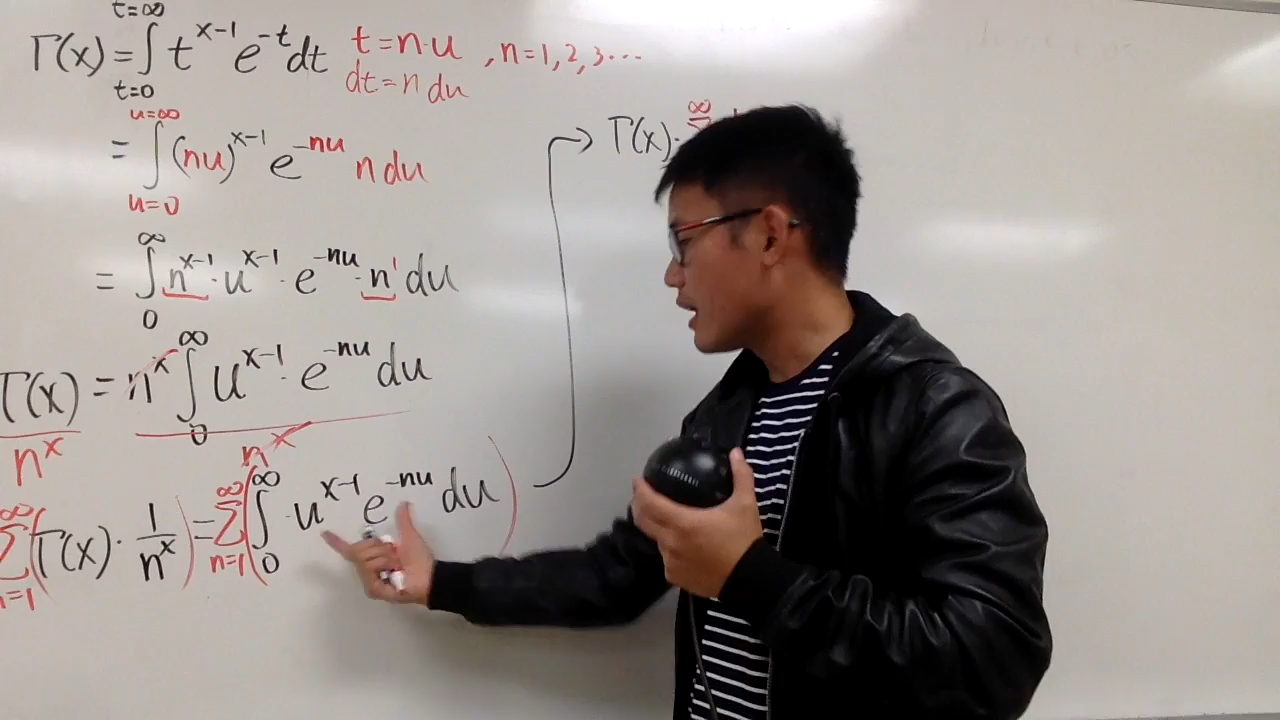 t=∞
Γ(x)=∫t^(x-1)e^(-t)dt t=n·u , n=1,2,3...
t=0 dt=n du
u=∞
=∫(nu)^(x-1) e^(-nu) n du
u=0
∞
=∫n^(x-1)·u^(x-1)·e^(-nu)·n^1 du
0
∞
Γ(x) = n^x ∫u^(x-1)·e^(-nu) du
0
n^x n^x
∞ ∞ ∞
Σ(Γ(x)·1/n^x)=Σ(∫·u^(x-1)e^(-nu) du)
n=1 n=1 0
∞
Γ(x)·Σ